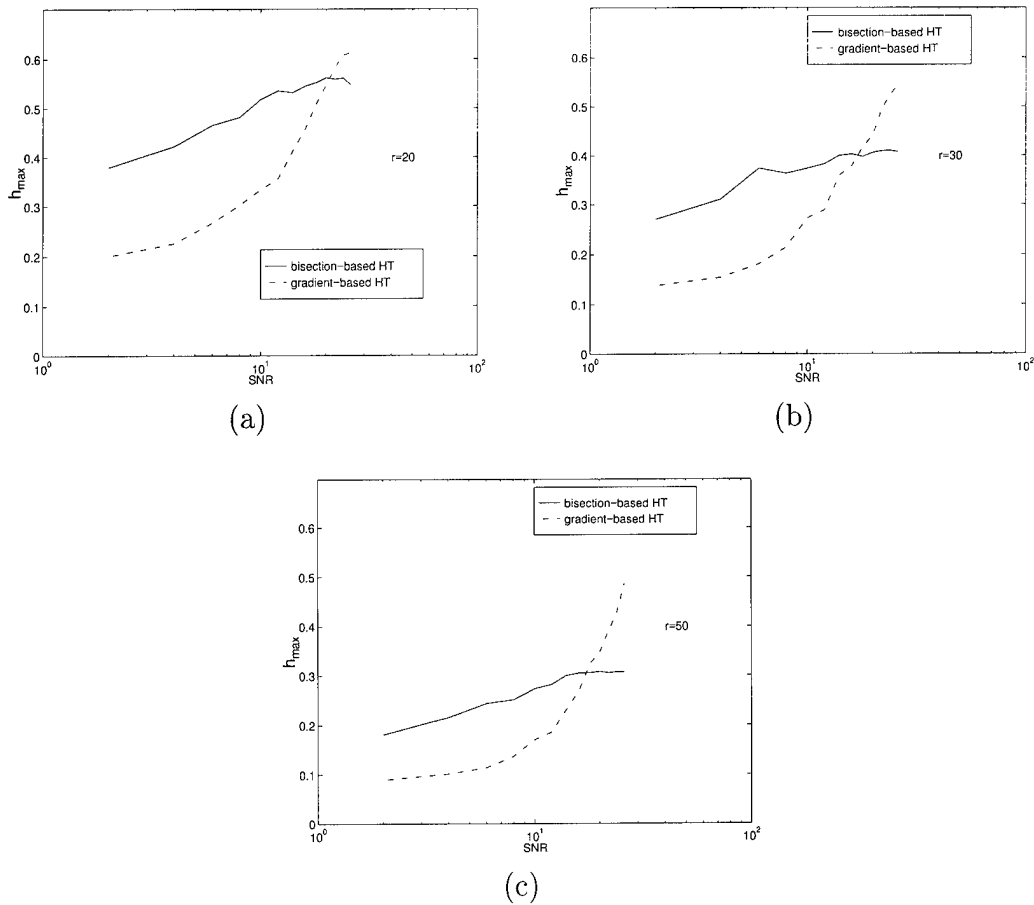 0.6
0.5
0.4
0.3
0.2
0.1
0
h_max
r=20
bisection-based HT
gradient-based HT
10^0
10^1
10^2
SNR
(a)
bisection-based HT
gradient-based HT
0.6
0.5
0.4
0.3
0.2
0.1
0
h_max
r=30
10^0
10^1
10^2
SNR
(b)
bisection-based HT
gradient-based HT
0.6
0.5
0.4
0.3
0.2
0.1
0
h_max
r=50
10^0
10^1
10^2
SNR
(c)